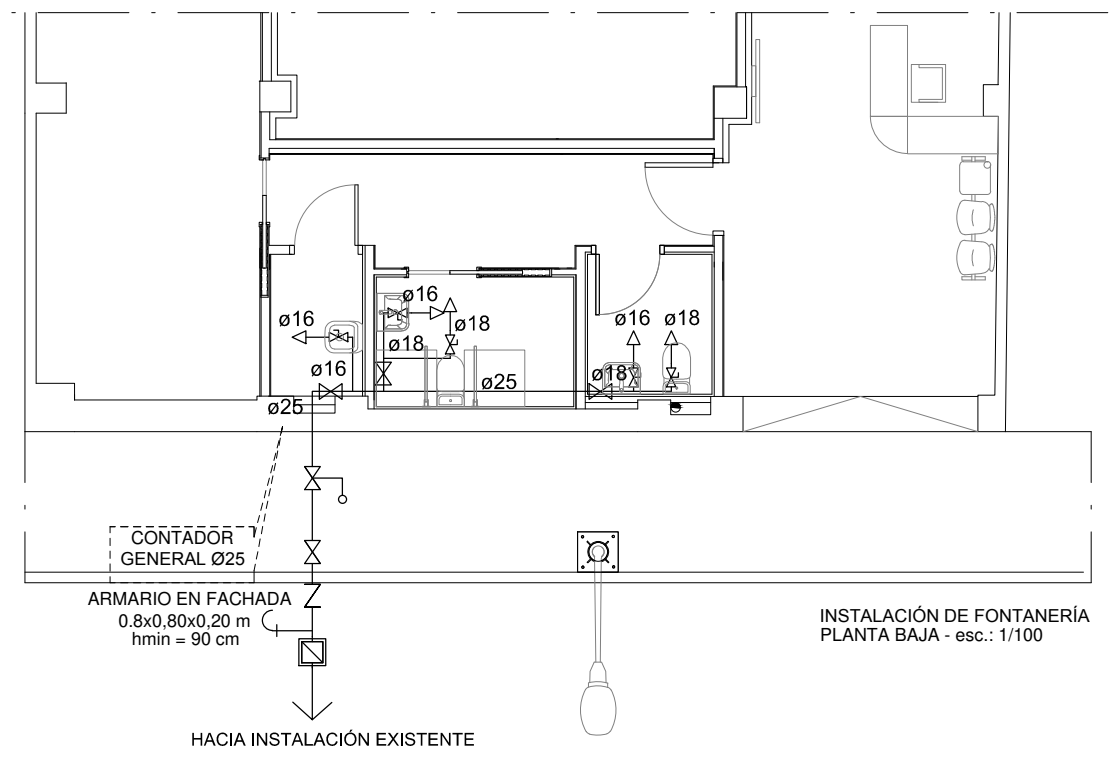 ø16
ø16
ø18
ø16
ø18
ø18
ø16
ø25
ø18
ø25
CONTADOR
GENERAL Ø25
ARMARIO EN FACHADA
0.8x0,80x0,20 m
hmin = 90 cm
INSTALACIÓN DE FONTANERÍA
PLANTA BAJA - esc.: 1/100
HACIA INSTALACIÓN EXISTENTE